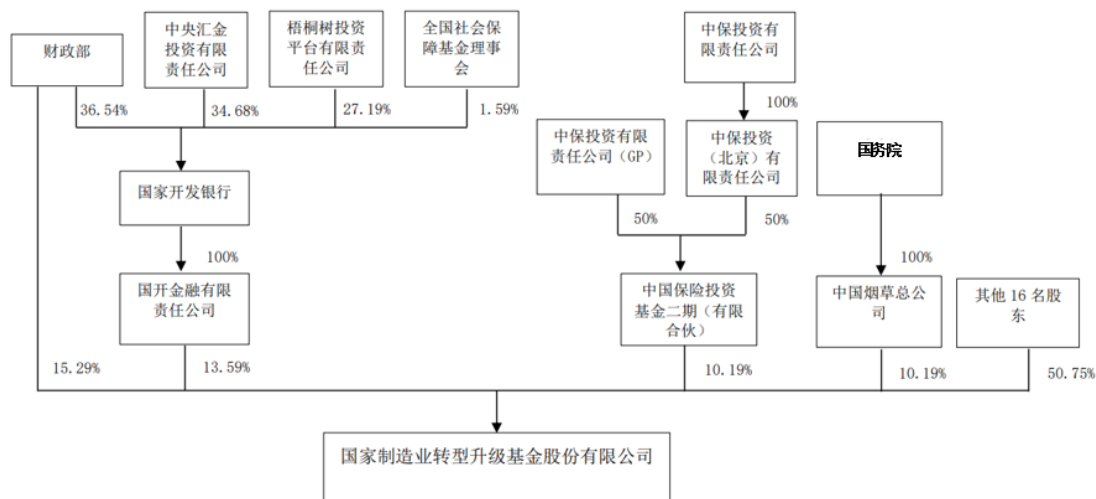 财政部
中央汇金
投资有限
责任公司
梧桐树投资
平台有限责
任公司
全国社会保
障基金理事
会
中保投资有
限责任公司
36.54%
34.68%
27.19%
1.59%
100%
中保投资有限
责任公司（GP）
中保投资
（北京）有
限责任公司
国务院
国家开发银行
50%
50%
100%
100%
国开金融有限
责任公司
中国保险投资
基金二期（有限
合伙）
中国烟草总公
司
其他 16 名股
东
15.29%
13.59%
10.19%
10.19%
50.75%
国家制造业转型升级基金股份有限公司